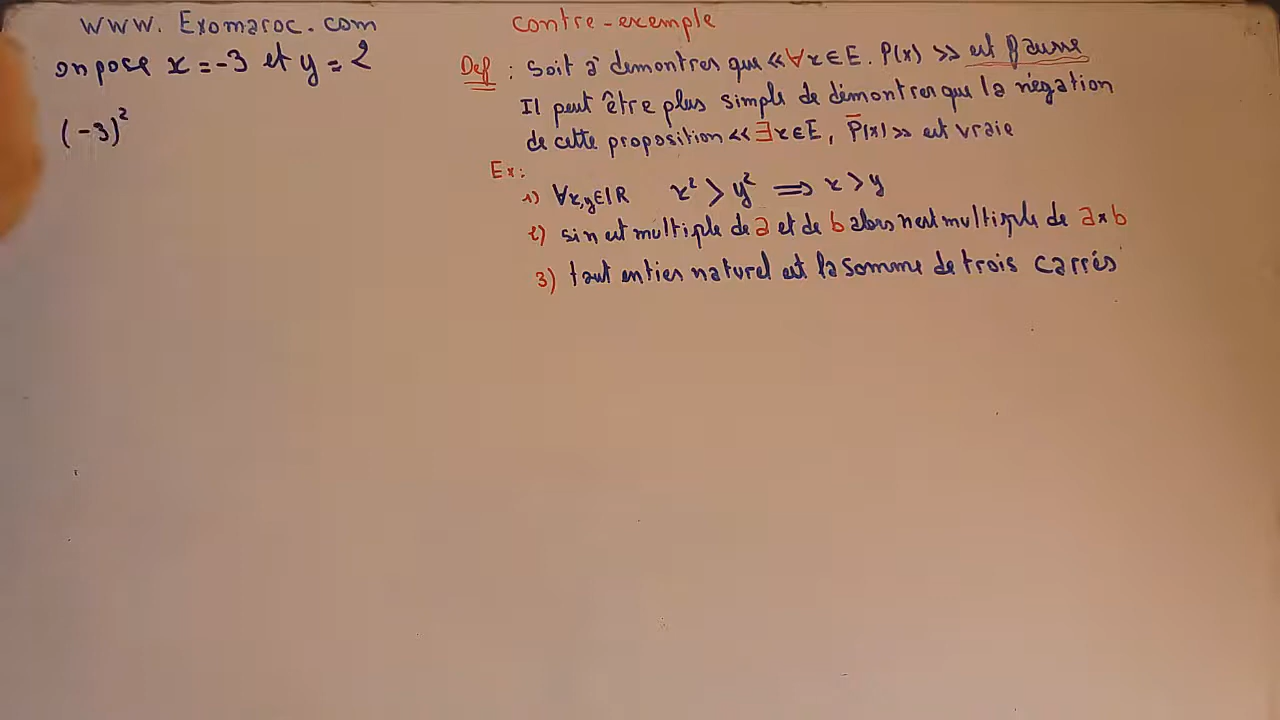 www. Exomaroc. com
on pose x = -3 et y = 2
(-3)²
contre-exemple
Def : Soit à demontrer que «∀x∈E. P(x) » est fausse
Il peut être plus simple de démontrer que la négation
de cette proposition «∃x∈E, P̅(x)» est vraie
Ex:
1) ∀x,y∈IR x² > y² ⟹ x > y
2) si n est multiple de a et de b alors n est multiple de a×b
3) tout entier naturel est la somme de trois carrés